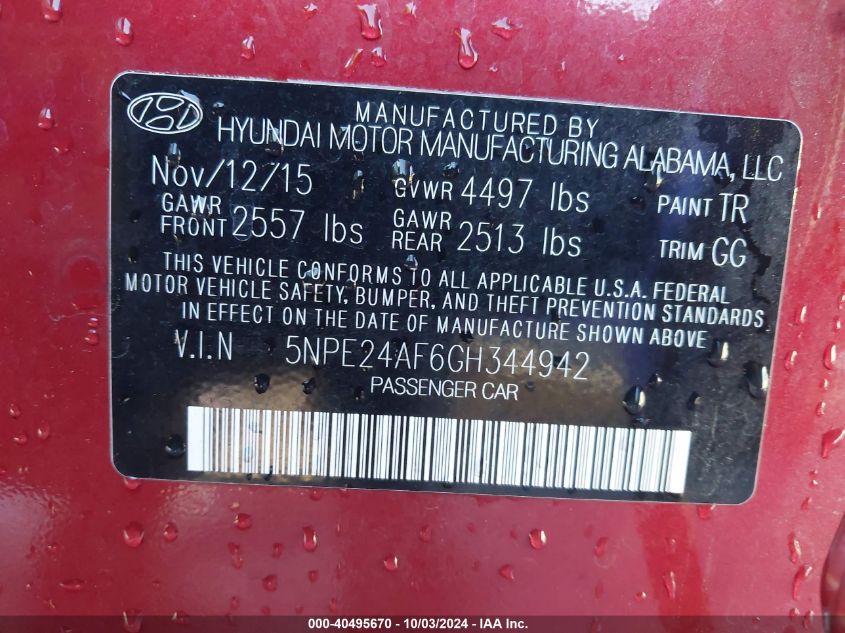 MANUFACTURED BY
HYUNDAI MOTOR MANUFACTURING ALABAMA, LLC
Nov/12/15 GVWR 4497 lbs PAINT TR
GAWR FRONT 2557 lbs GAWR REAR 2513 lbs TRIM GG
THIS VEHICLE CONFORMS TO ALL APPLICABLE U.S.A. FEDERAL
MOTOR VEHICLE SAFETY, BUMPER, AND THEFT PREVENTION STANDARDS
IN EFFECT ON THE DATE OF MANUFACTURE SHOWN ABOVE
V.I.N 5NPE24AF6GH344942
PASSENGER CAR
000-40495670 - 10/03/2024 - IAA Inc.